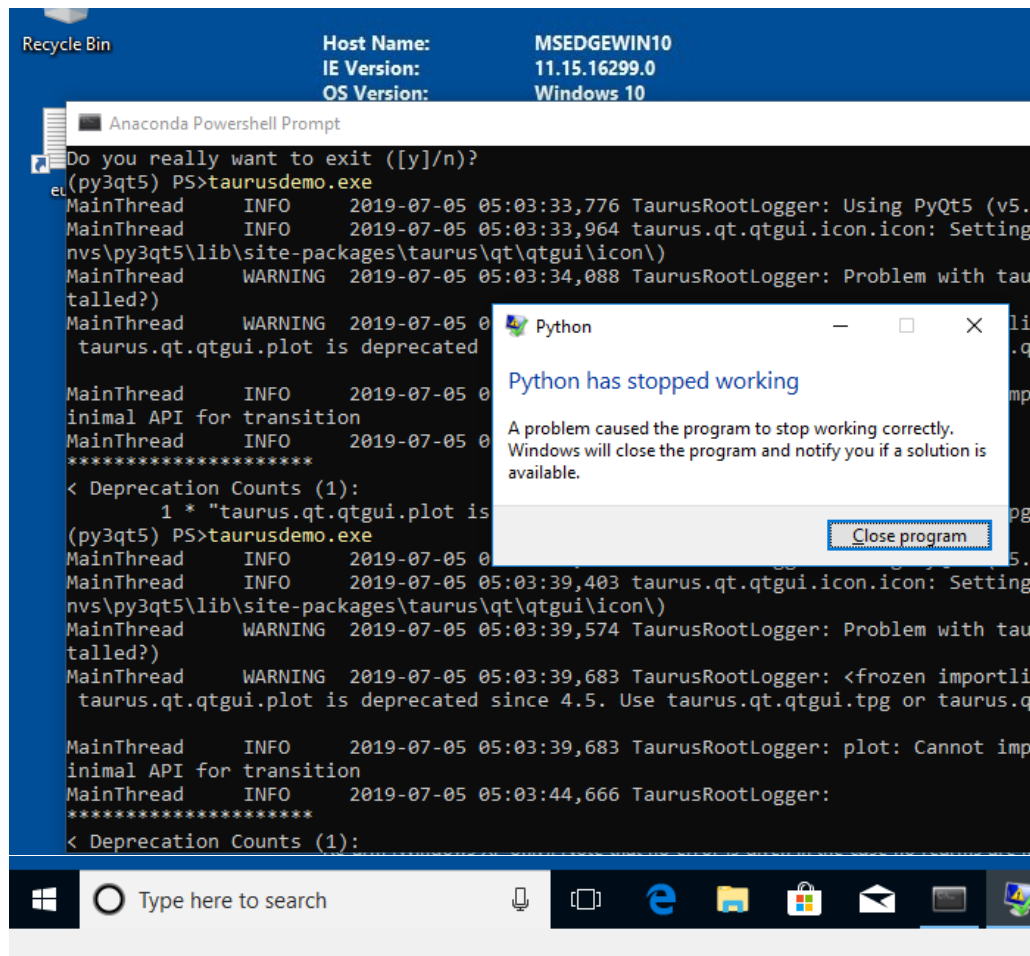 Recycle Bin
Host Name: MSEDGEWIN10
IE Version: 11.15.16299.0
OS Version: Windows 10
Anaconda Powershell Prompt
Do you really want to exit ([y]/n)?
(py3qt5) PS>taurusdemo.exe
MainThread INFO 2019-07-05 05:03:33,776 TaurusRootLogger: Using PyQt5 (v5.
MainThread INFO 2019-07-05 05:03:33,964 taurus.qt.qtgui.icon.icon: Setting
nvs\py3qt5\lib\site-packages\taurus\qt\qtgui\icon\)
MainThread WARNING 2019-07-05 05:03:34,088 TaurusRootLogger: Problem with tau
talled?)
MainThread WARNING 2019-07-05 0
taurus.qt.qtgui.plot is deprecated
MainThread INFO 2019-07-05 0
inimal API for transition
MainThread INFO 2019-07-05 0
*********************
< Deprecation Counts (1):
1 * "taurus.qt.qtgui.plot is
(py3qt5) PS>taurusdemo.exe
MainThread INFO 2019-07-05 0
MainThread INFO 2019-07-05 05:03:39,403 taurus.qt.qtgui.icon.icon: Setting
nvs\py3qt5\lib\site-packages\taurus\qt\qtgui\icon\)
MainThread WARNING 2019-07-05 05:03:39,574 TaurusRootLogger: Problem with tau
talled?)
MainThread WARNING 2019-07-05 05:03:39,683 TaurusRootLogger: <frozen importli
taurus.qt.qtgui.plot is deprecated since 4.5. Use taurus.qt.qtgui.tpg or taurus.q
MainThread INFO 2019-07-05 05:03:39,683 TaurusRootLogger: plot: Cannot imp
inimal API for transition
MainThread INFO 2019-07-05 05:03:44,666 TaurusRootLogger:
*********************
< Deprecation Counts (1):
Python
Python has stopped working
A problem caused the program to stop working correctly.
Windows will close the program and notify you if a solution is
available.
Close program
Type here to search